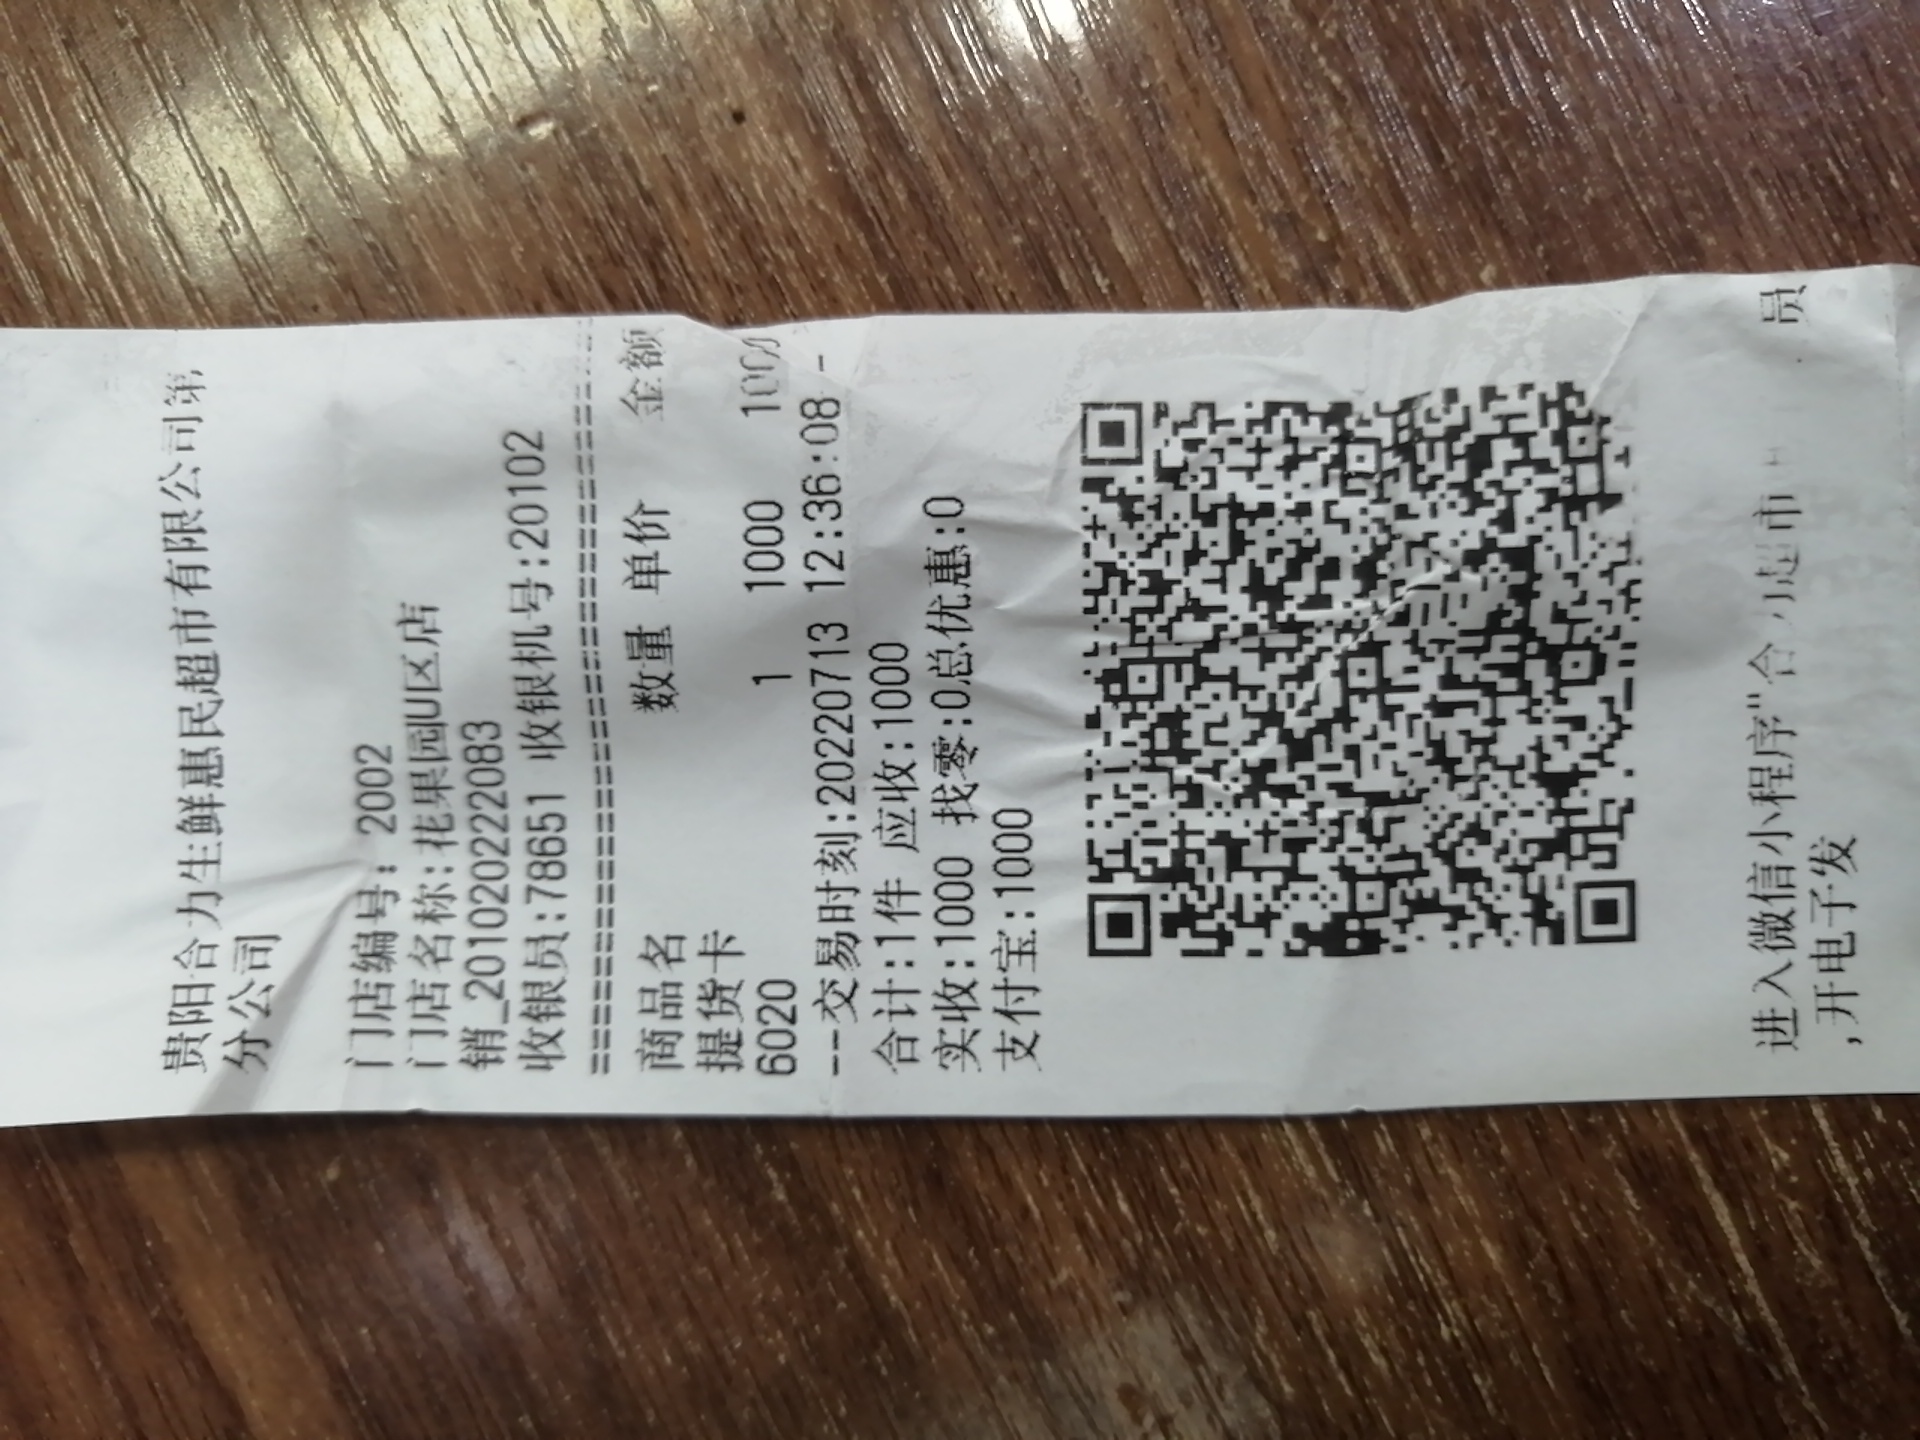 贵阳合力生鲜惠民超市有限公司第
分公司
门店编号: 2002
门店名称:花果园U区店
销_2010202222083
收银员:78651 收银机号:20102
商品名 数量 单价 金额
提货卡
6020 1 1000
--交易时刻:20220713 12:36:08-
合计:1件 应收:1000
实收:1000 找零:0总优惠:0
支付宝:1000
进入微信小程序"合 超市 员
,开电子发